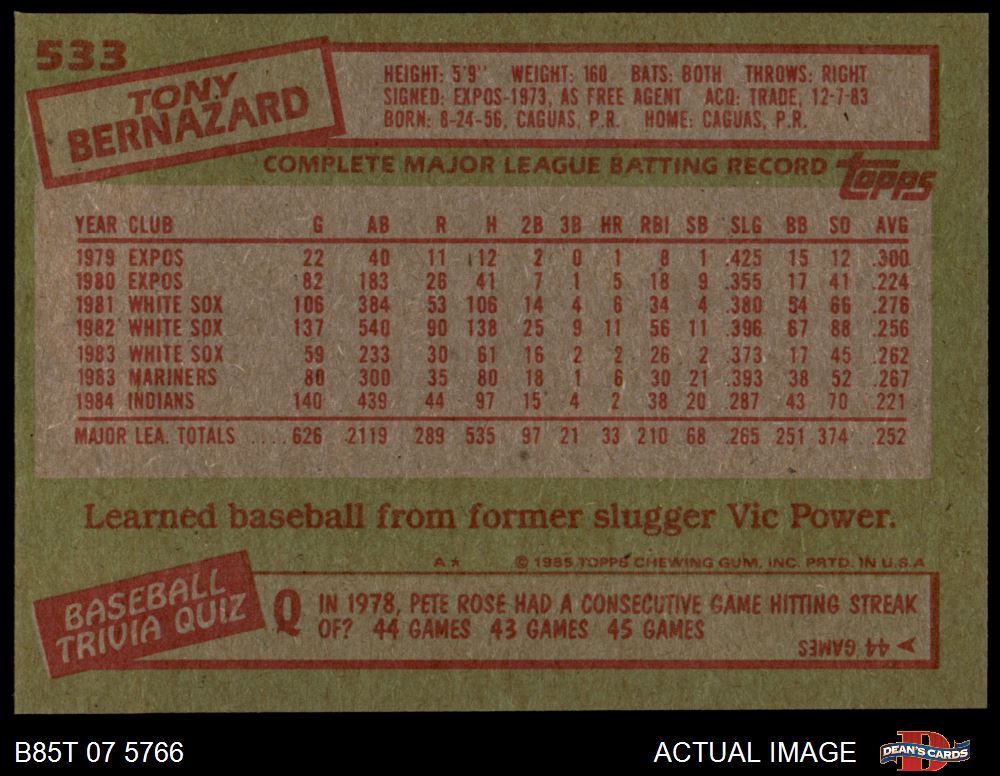 533
TONY
BERNAZARD
HEIGHT: 5'9" WEIGHT: 160 BATS: BOTH THROWS: RIGHT
SIGNED: EXPOS-1973, AS FREE AGENT ACQ: TRADE, 12-7-83
BORN: 8-24-56, CAGUAS, P.R. HOME: CAGUAS, P.R.
COMPLETE MAJOR LEAGUE BATTING RECORD topps
YEAR CLUB G AB R H 2B 3B HR RBI SB SLG BB SO AVG
1979 EXPOS 22 40 11 12 2 0 1 8 1 .425 15 12 .300
1980 EXPOS 82 183 26 41 7 1 5 18 9 .355 17 41 .224
1981 WHITE SOX 106 384 53 106 14 4 6 34 4 .380 54 66 .276
1982 WHITE SOX 137 540 90 138 25 9 11 56 11 .396 67 88 .256
1983 WHITE SOX 59 233 30 61 16 2 2 26 2 .373 17 45 .262
1983 MARINERS 80 300 35 80 18 1 6 30 21 .393 38 52 .267
1984 INDIANS 140 439 44 97 15 4 2 38 20 .287 43 70 .221
MAJOR LEA. TOTALS .... 626 2119 289 535 97 21 33 210 68 .265 251 374 .252
Learned baseball from former slugger Vic Power.
A* © 1985 TOPPS CHEWING GUM, INC. PRTD. IN U.S.A
BASEBALL
TRIVIA QUIZ
Q IN 1978, PETE ROSE HAD A CONSECUTIVE GAME HITTING STREAK
OF? 44 GAMES 43 GAMES 45 GAMES
➤ 44 GAMES
B85T 07 5766 ACTUAL IMAGE DEAN'S CARDS